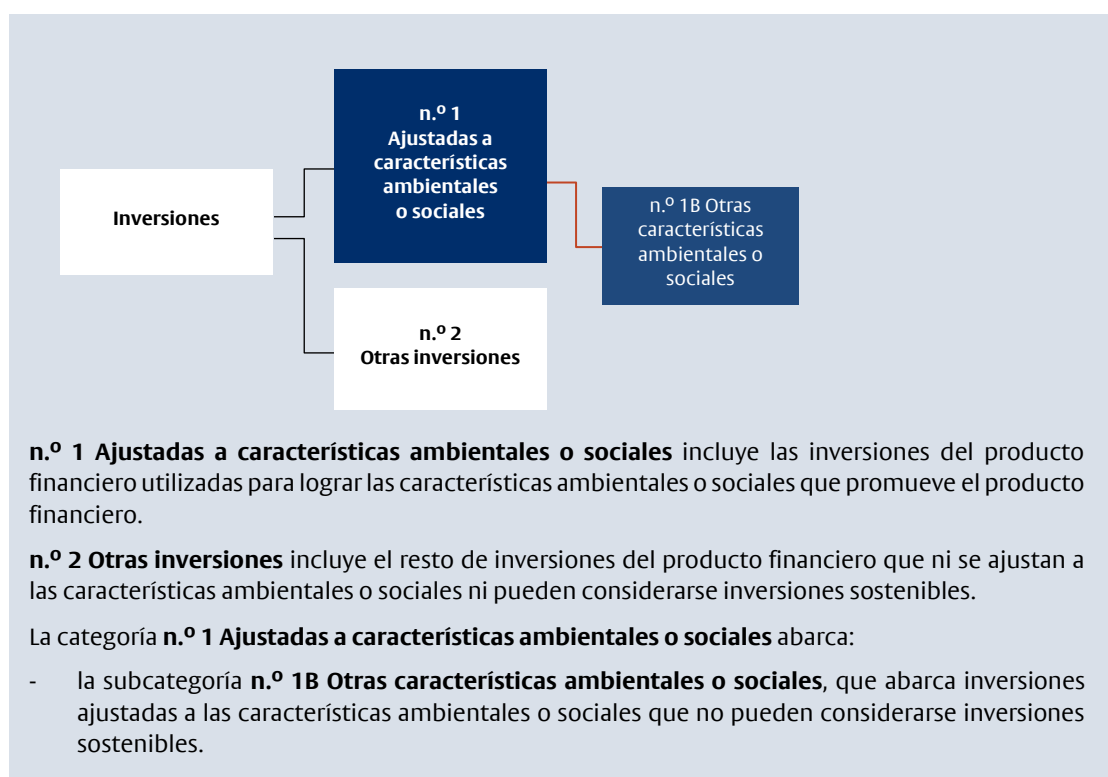 n.º 1
Ajustadas a
características
ambientales
o sociales
Inversiones
n.º 1B Otras
características
ambientales o
sociales
n.º 2
Otras inversiones
n.º 1 Ajustadas a características ambientales o sociales incluye las inversiones del producto
financiero utilizadas para lograr las características ambientales o sociales que promueve el producto
financiero.
n.º 2 Otras inversiones incluye el resto de inversiones del producto financiero que ni se ajustan a
las características ambientales o sociales ni pueden considerarse inversiones sostenibles.
La categoría n.º 1 Ajustadas a características ambientales o sociales abarca:
- la subcategoría n.º 1B Otras características ambientales o sociales, que abarca inversiones
ajustadas a las características ambientales o sociales que no pueden considerarse inversiones
sostenibles.